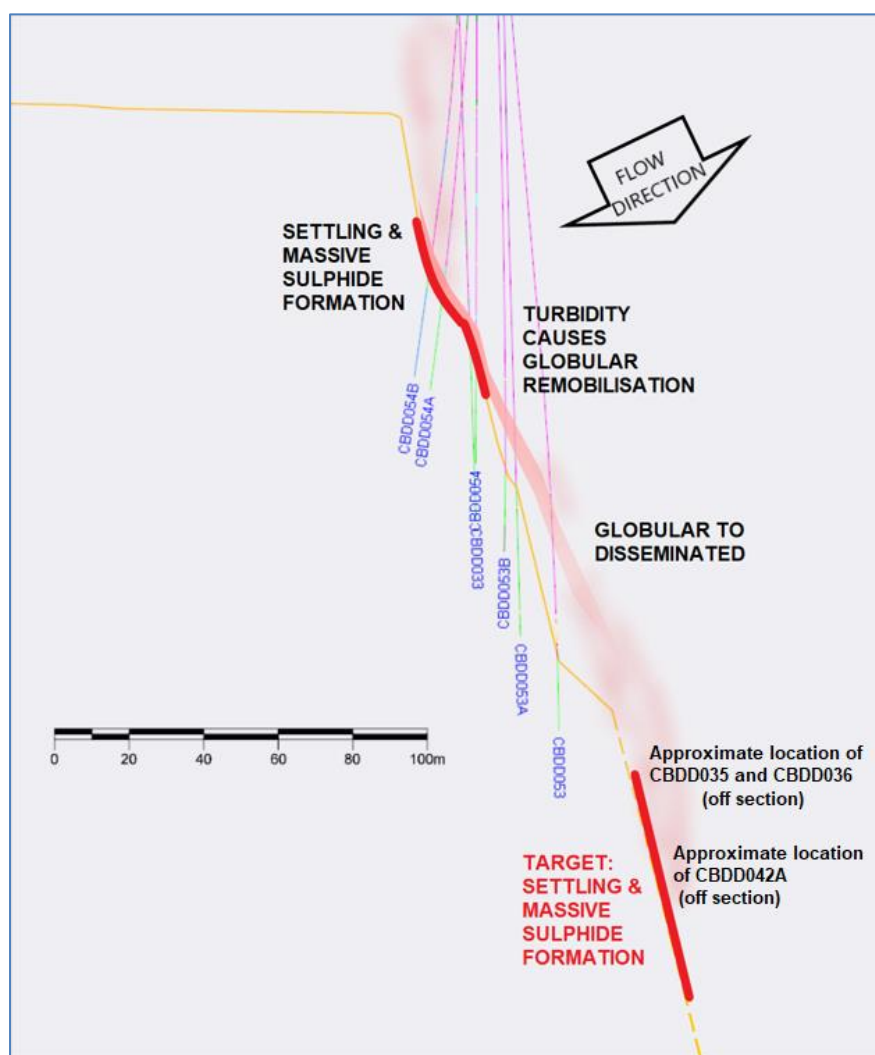 FLOW
DIRECTION
SETTLING &
MASSIVE
SULPHIDE
FORMATION
TURBIDITY
CAUSES
GLOBULAR
REMOBILISATION
CBDD054B
CBDD054A
CBDD054
CBDD033
CBDD053B
CBDD053A
CBDD053
GLOBULAR TO
DISSEMINATED
0 20 40 60 80 100m
Approximate location of
CBDD035 and CBDD036
(off section)
Approximate location
of CBDD042A
(off section)
TARGET:
SETTLING &
MASSIVE
SULPHIDE
FORMATION